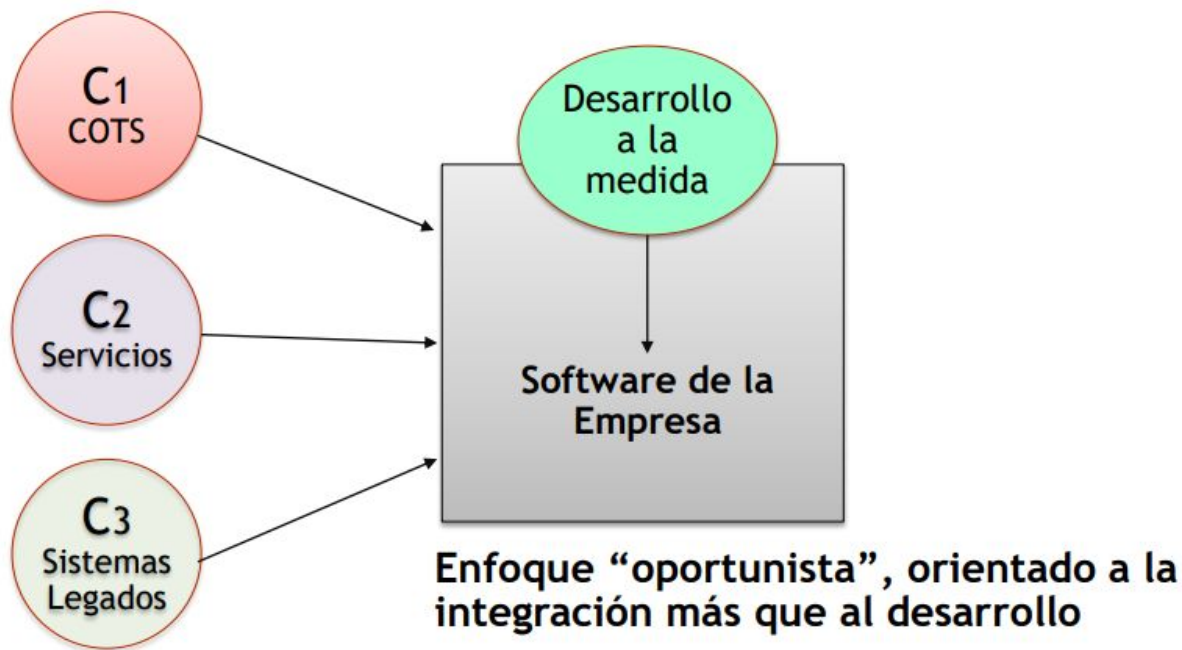 C1
COTS
C2
Servicios
C3
Sistemas
Legados
Desarrollo
a la
medida
Software de la
Empresa
Enfoque “oportunista”, orientado a la
integración más que al desarrollo